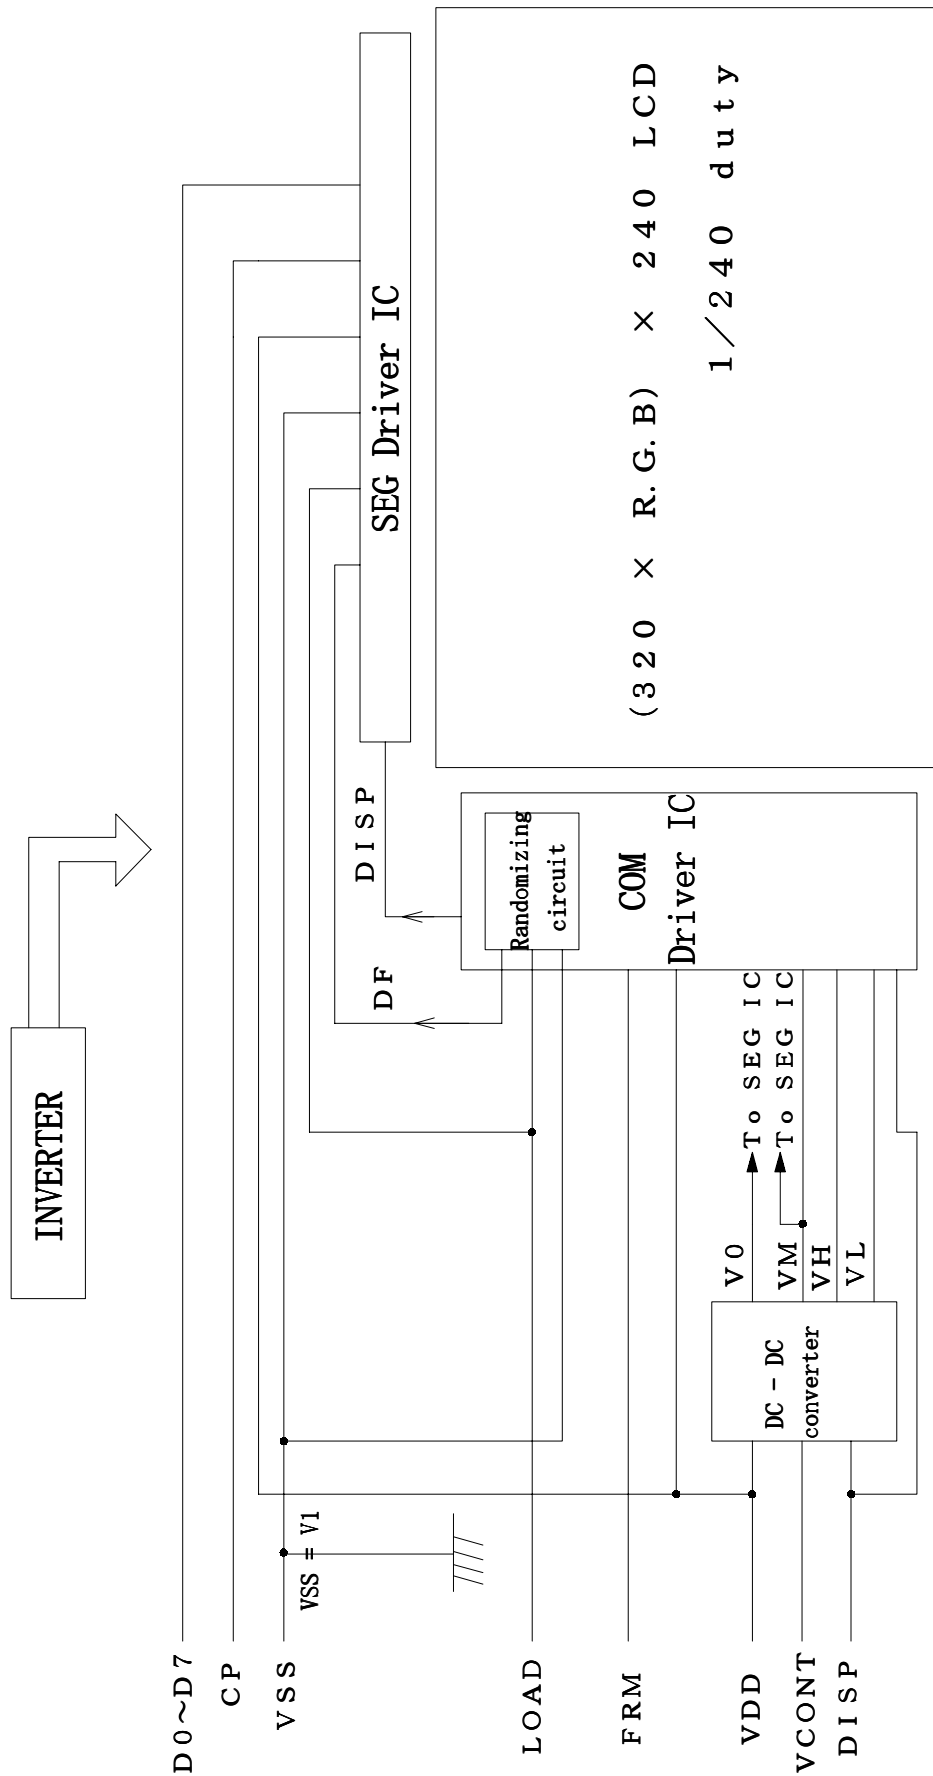 INVERTER
D0~D7
CP
VSS
VSS = V1
LOAD
FRM
VDD
VCONT
DISP
SEG Driver IC
DISP
DF
Randomizing
circuit
COM
Driver IC
(320 × R.G.B) × 240 LCD
1/240 duty
V0
To SEG IC
VM
To SEG IC
VH
VL
DC - DC
converter